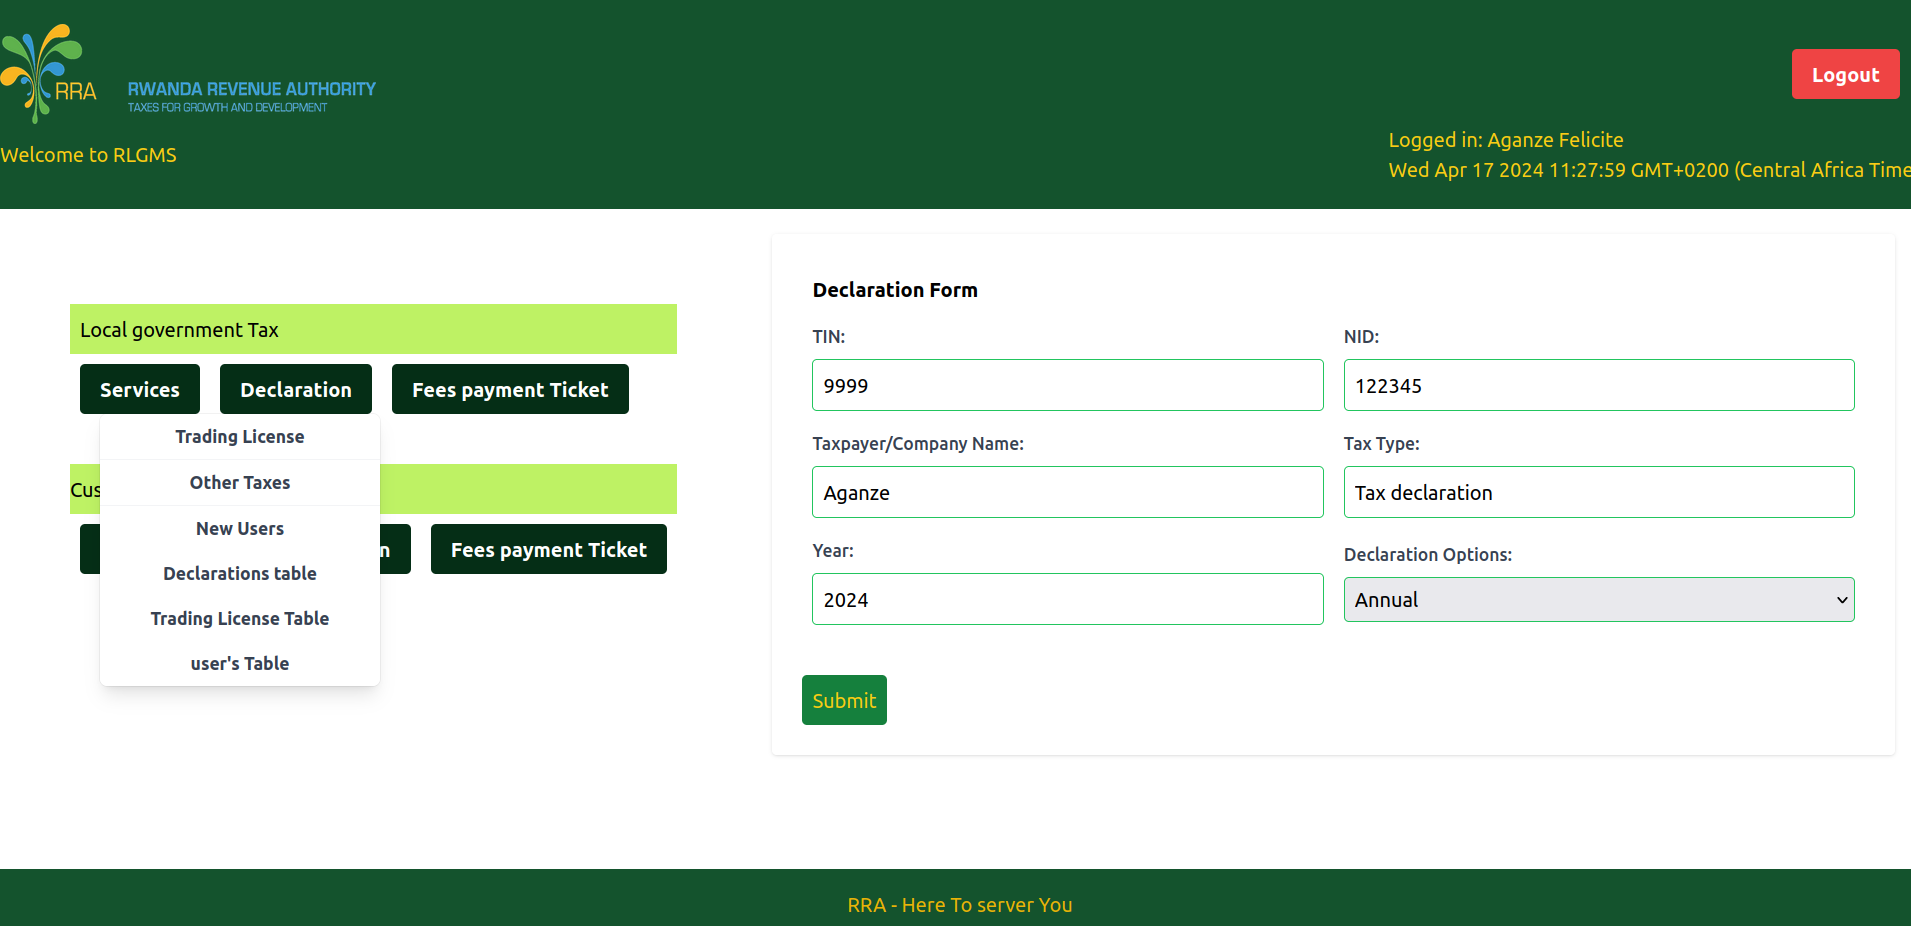 RRA
RWANDA REVENUE AUTHORITY
TAXES FOR GROWTH AND DEVELOPMENT
Welcome to RLGMS
Logout
Logged in: Aganze Felicite
Wed Apr 17 2024 11:27:59 GMT+0200 (Central Africa Time
Local government Tax
Services Declaration Fees payment Ticket
Trading License
Other Taxes
New Users
Declarations table
Trading License Table
user's Table
Cus
n Fees payment Ticket
Declaration Form
TIN: NID:
9999 122345
Taxpayer/Company Name: Tax Type:
Aganze Tax declaration
Year: Declaration Options:
2024 Annual
Submit
RRA - Here To server You